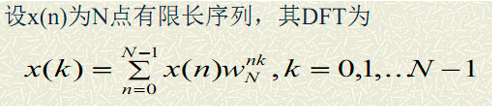 设x(n)为N点有限长序列，其DFT为
x(k) = \sum_{n=0}^{N-1} x(n)w_N^{nk}, k = 0,1,…N − 1